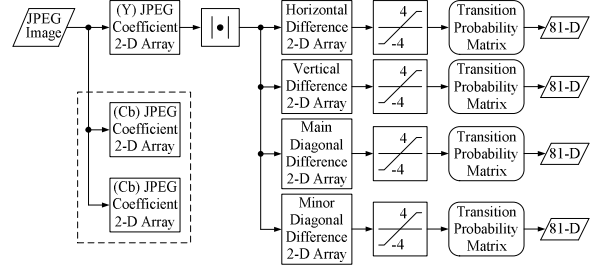 JPEG
Image
(Y) JPEG
Coefficient
2-D Array
|•|
Horizontal
Difference
2-D Array
4
-4
Transition
Probability
Matrix
81-D
Vertical
Difference
2-D Array
4
-4
Transition
Probability
Matrix
81-D
(Cb) JPEG
Coefficient
2-D Array
Main
Diagonal
Difference
2-D Array
4
-4
Transition
Probability
Matrix
81-D
(Cb) JPEG
Coefficient
2-D Array
Minor
Diagonal
Difference
2-D Array
4
-4
Transition
Probability
Matrix
81-D